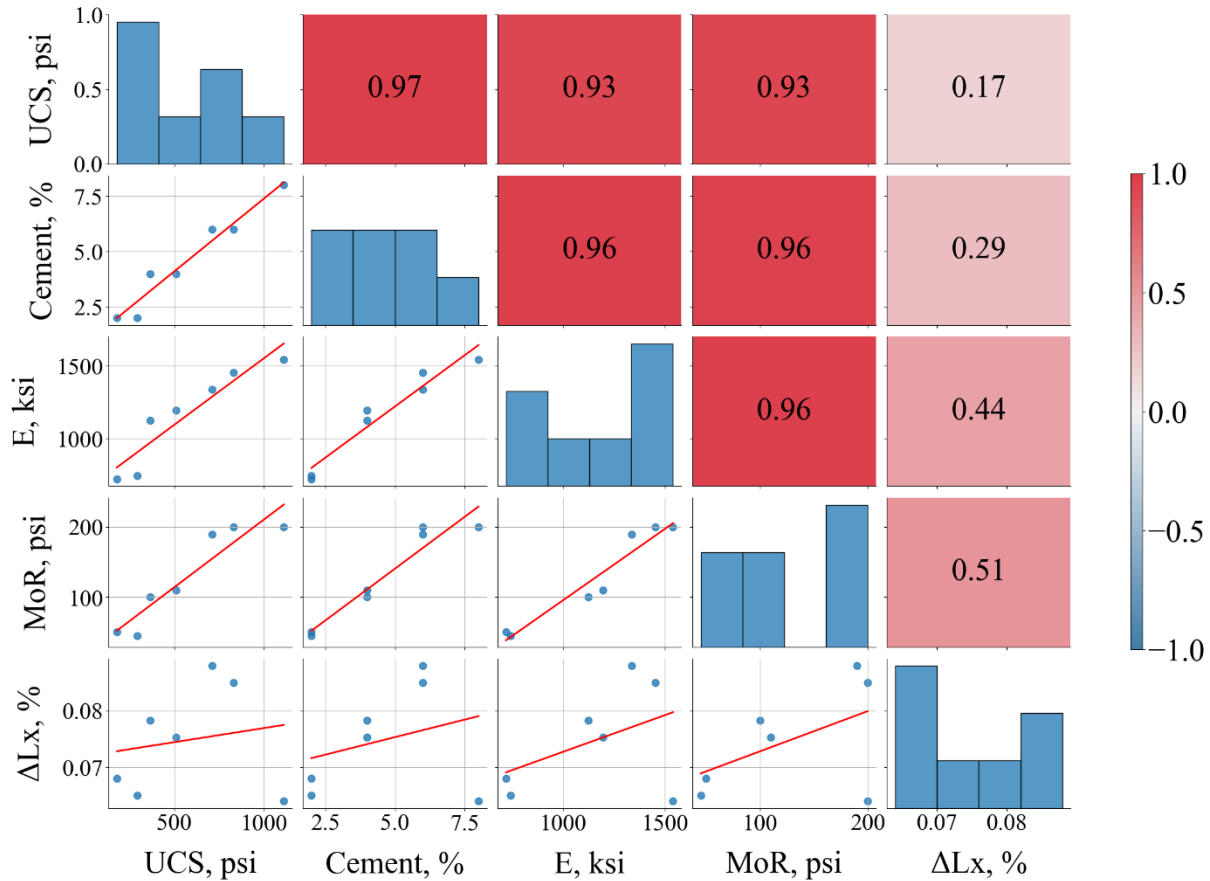 1.0
0.5
0.0
UCS, psi
0.97
0.93
0.93
0.17
7.5
5.0
2.5
Cement, %
0.96
0.96
0.29
1500
1000
E, ksi
0.96
0.44
200
100
MoR, psi
0.51
0.08
0.07
ΔLx, %
500 1000
2.5 5.0 7.5
1000 1500
100 200
0.07 0.08
UCS, psi
Cement, %
E, ksi
MoR, psi
ΔLx, %
1.0
0.5
0.0
−0.5
−1.0